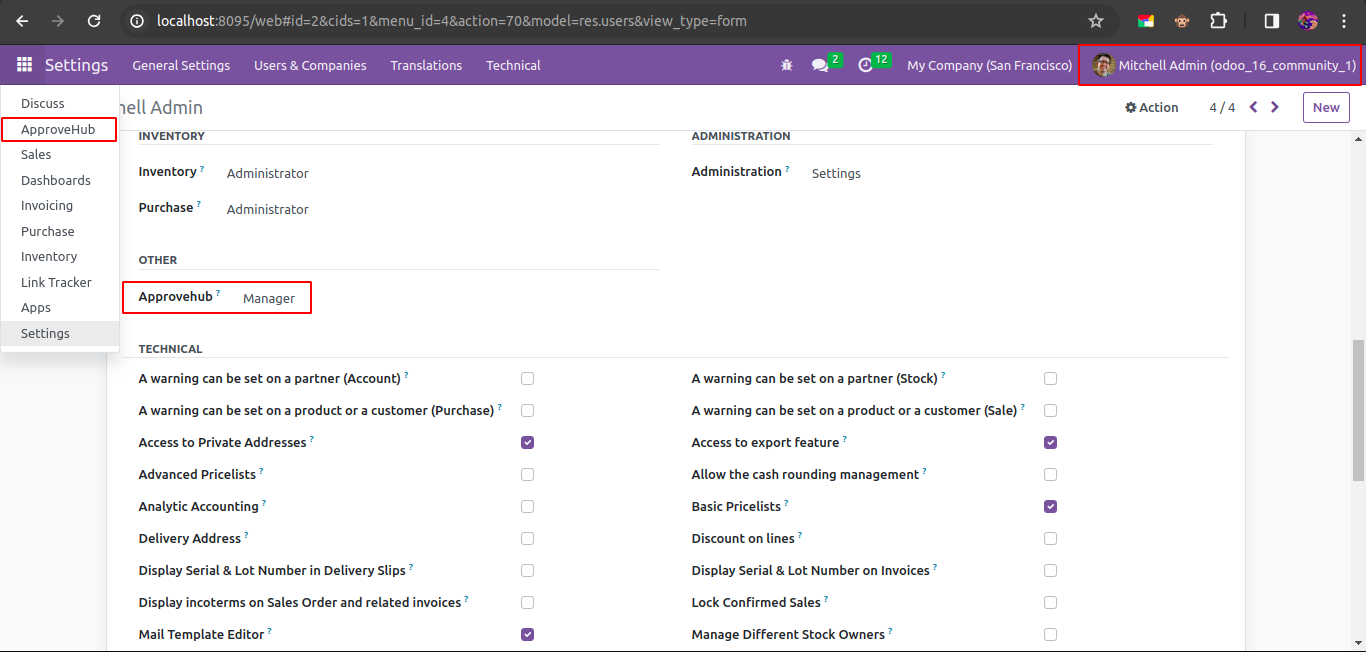 localhost:8095/web#id=2&cids=1&menu_id=4&action=70&model=res.users&view_type=form
Settings General Settings Users & Companies Translations Technical 2 12 My Company (San Francisco) Mitchell Admin (odoo_16_community_1)
hell Admin Action 4 / 4 New
Discuss
ApproveHub
Sales
Dashboards
Invoicing
Purchase
Inventory
Link Tracker
Apps
Settings
INVENTORY ADMINISTRATION
Inventory ? Administrator Administration ? Settings
Purchase ? Administrator
OTHER
Approvehub ? Manager
TECHNICAL
A warning can be set on a partner (Account) ? A warning can be set on a partner (Stock) ?
A warning can be set on a product or a customer (Purchase) ? A warning can be set on a product or a customer (Sale) ?
Access to Private Addresses ? Access to export feature ?
Advanced Pricelists ? Allow the cash rounding management ?
Analytic Accounting ? Basic Pricelists ?
Delivery Address ? Discount on lines ?
Display Serial & Lot Number in Delivery Slips ? Display Serial & Lot Number on Invoices ?
Display incoterms on Sales Order and related invoices ? Lock Confirmed Sales ?
Mail Template Editor ? Manage Different Stock Owners ?